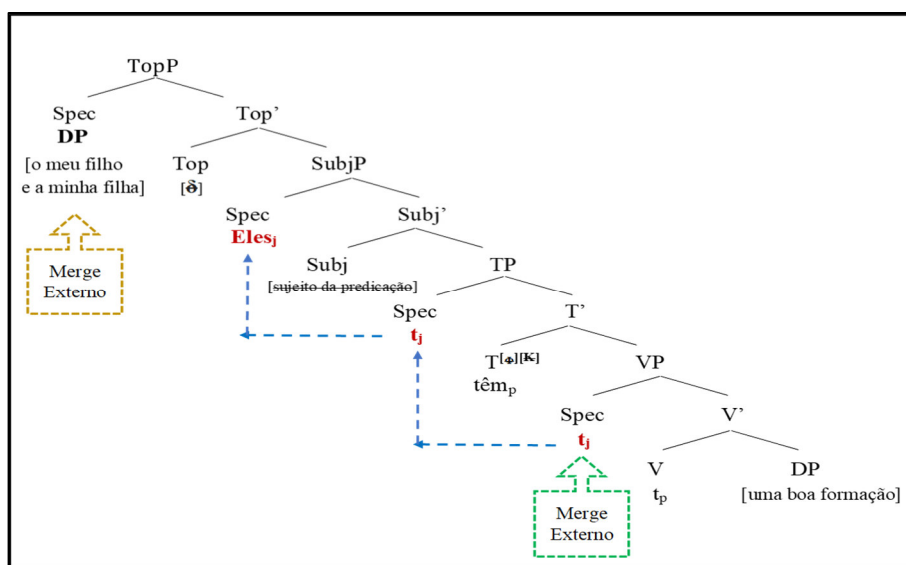 TopP
Spec Top’
DP
[o meu filho Top SubjP
e a minha filha] [δ]
Spec Subj’
Elesj
Merge Subj TP
Externo [sujeito da predicação]
Spec T’
tj
T[Φ][K] VP
têmp
Spec V’
tj
V DP
tp [uma boa formação]
Merge
Externo